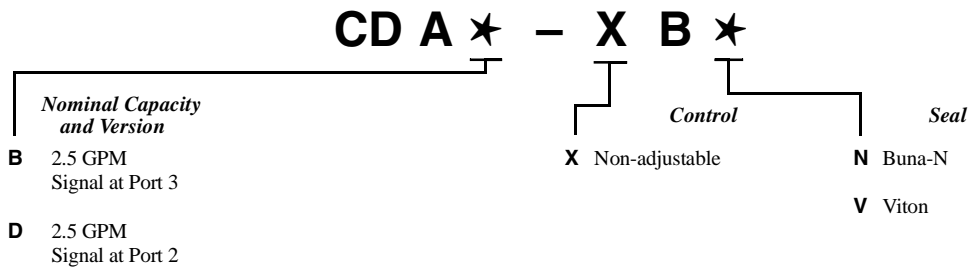 CD A ✶ – X B ✶
Nominal Capacity
and Version
Control
Seal
B 2.5 GPM
Signal at Port 3
X Non-adjustable
N Buna-N
V Viton
D 2.5 GPM
Signal at Port 2